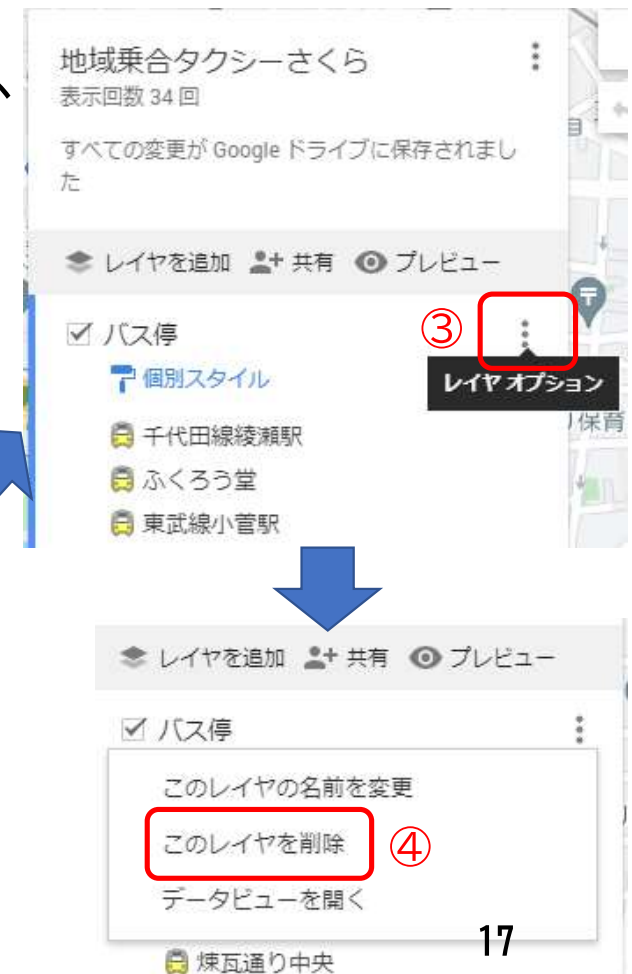 地域乗合タクシーさくら
表示回数 34 回
すべての変更が Google ドライブに保存されまし
た
レイヤを追加 共有 プレビュー
バス停
③
個別スタイル
レイヤ オプション
保育
千代田線綾瀬駅
ふくろう堂
東武線小菅駅
レイヤを追加 共有 プレビュー
バス停
このレイヤの名前を変更
このレイヤを削除 ④
データビューを開く
17
煉瓦通り中央